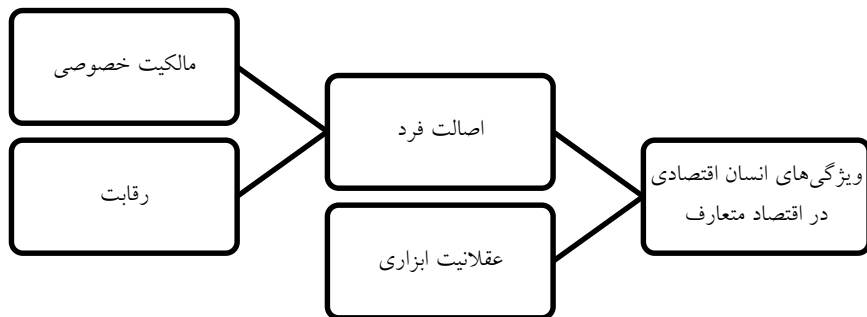 ویژگی‌های انسان اقتصادی
در اقتصاد متعارف
اصالت فرد
عقلانیت ابزاری
مالکیت خصوصی
رقابت